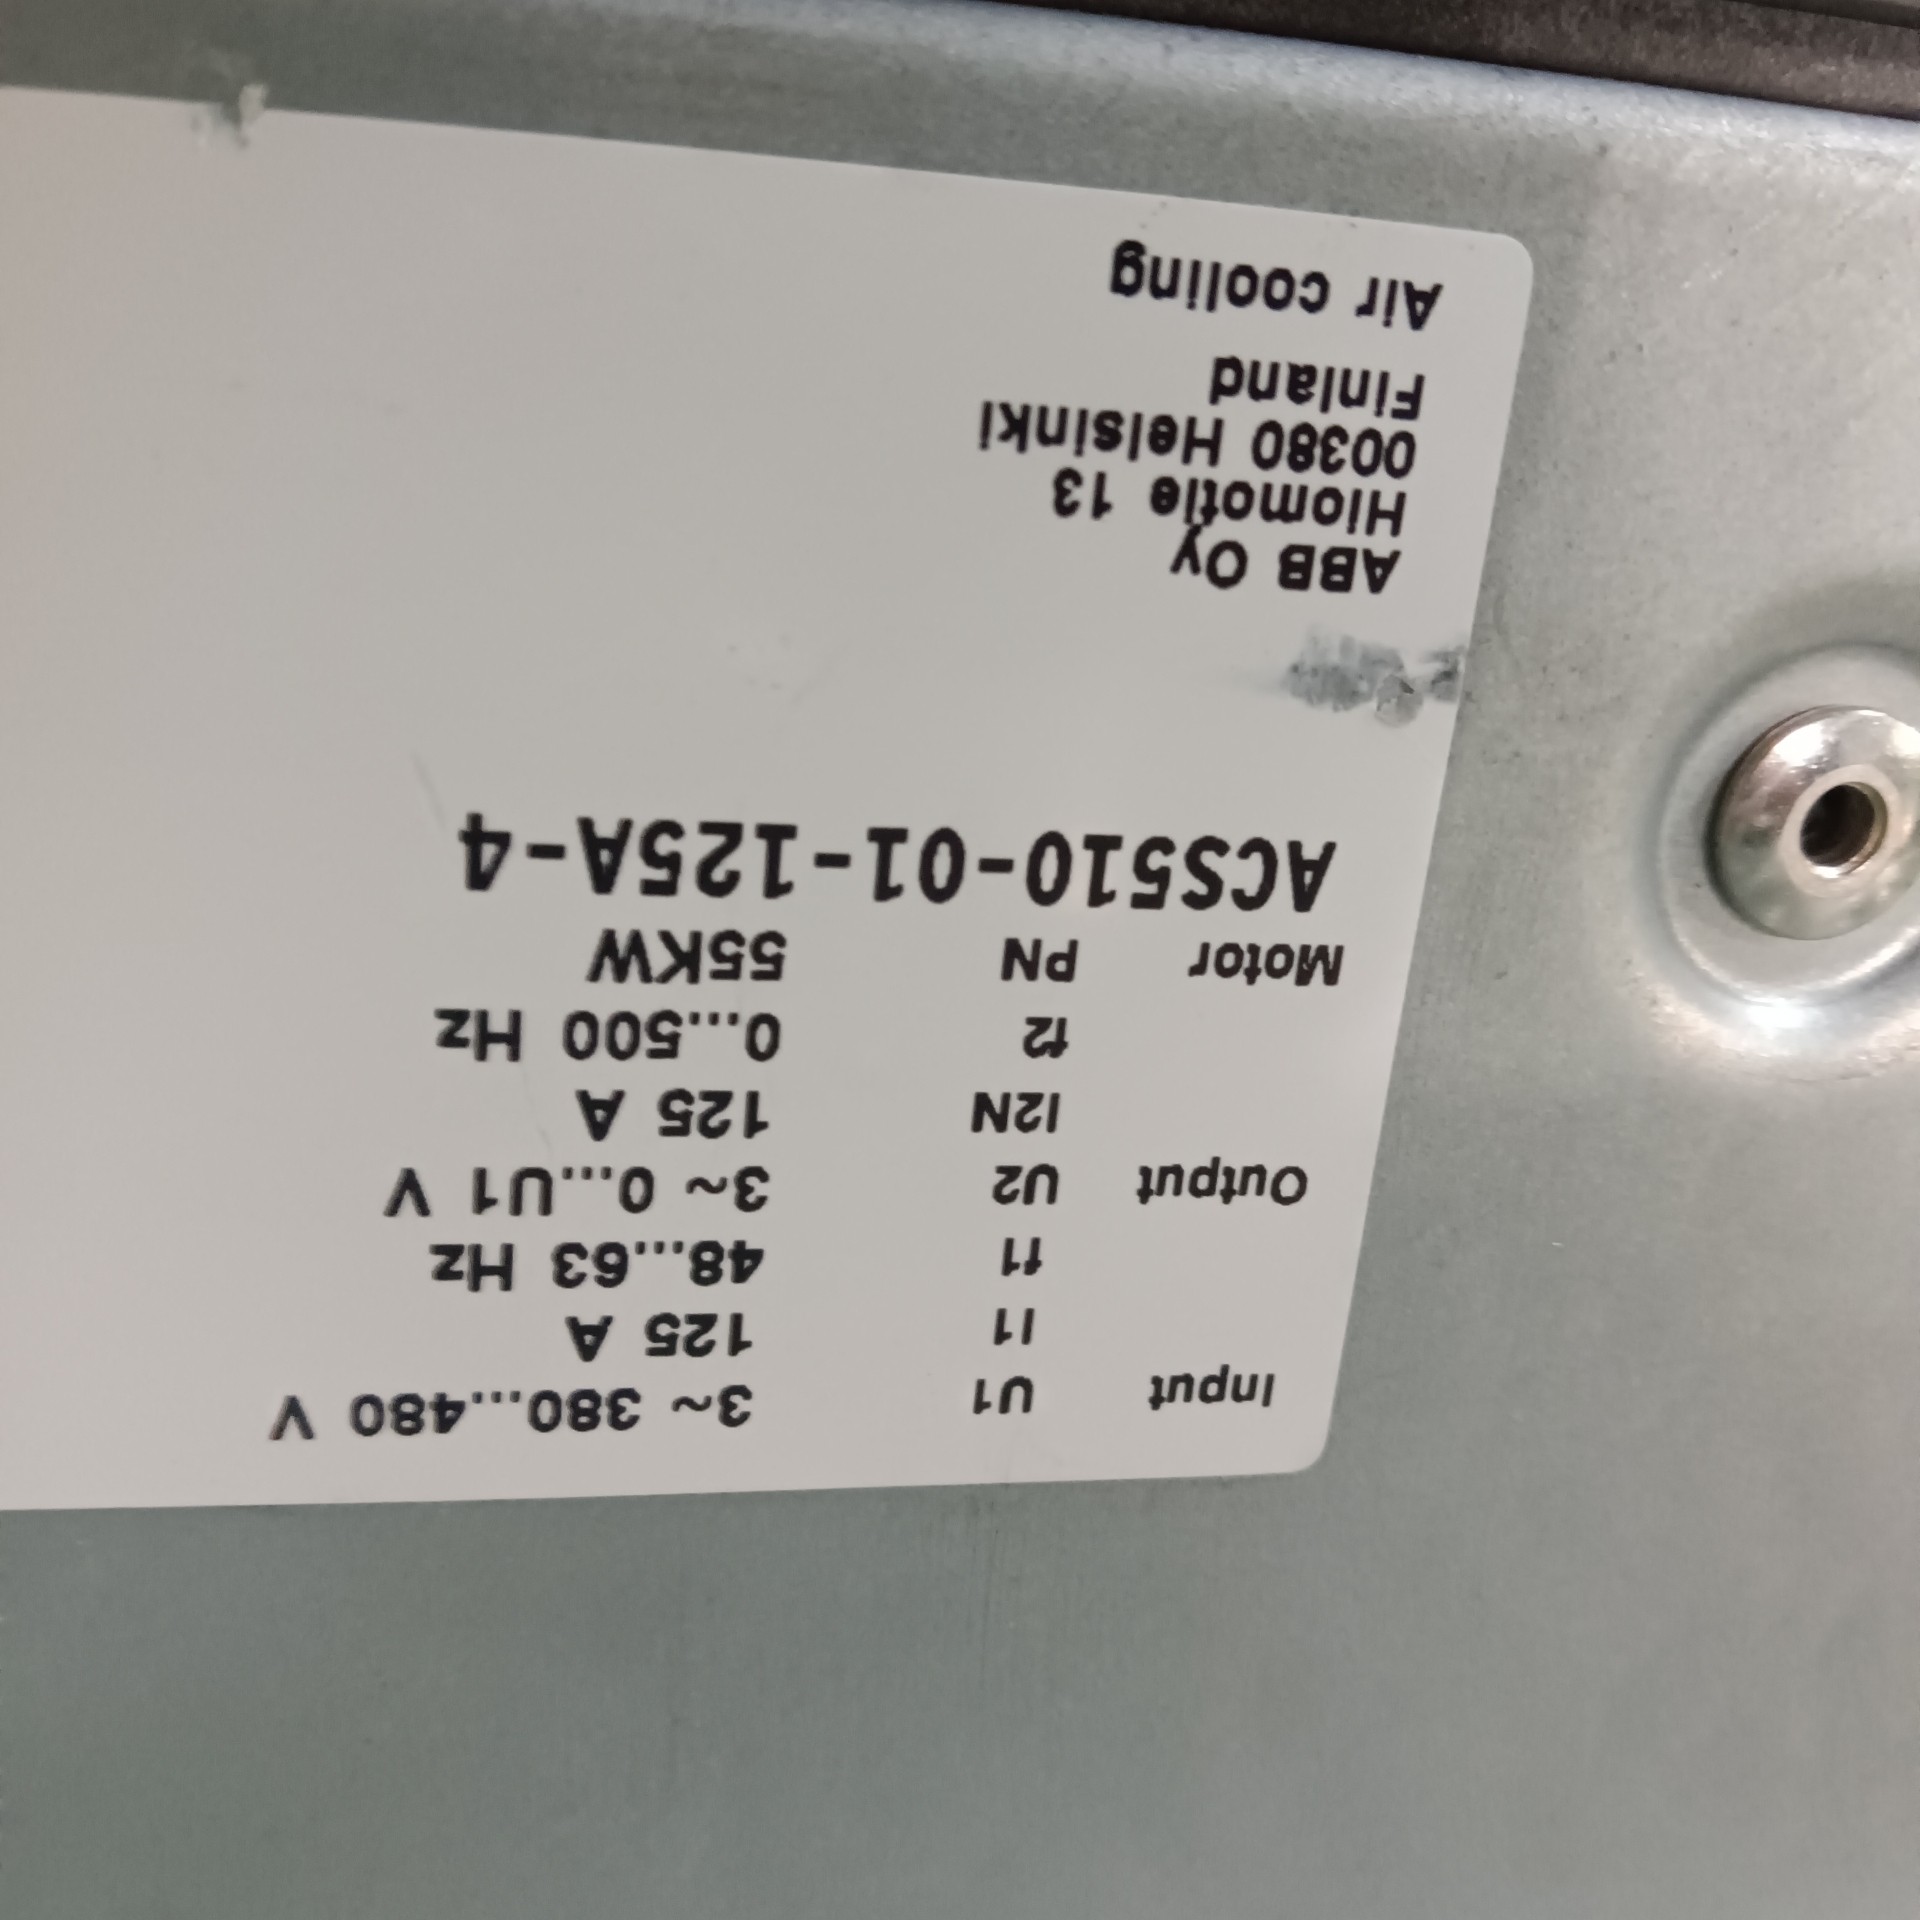 Input U1 3~ 380...480 V
I1 125 A
f1 48...63 Hz
Output U2 3~ 0...U1 V
I2N 125 A
f2 0...500 Hz
Motor PN 55KW
ACS510-01-125A-4
ABB Oy
Hiomotie 13
00380 Helsinki
Finland
Air cooling